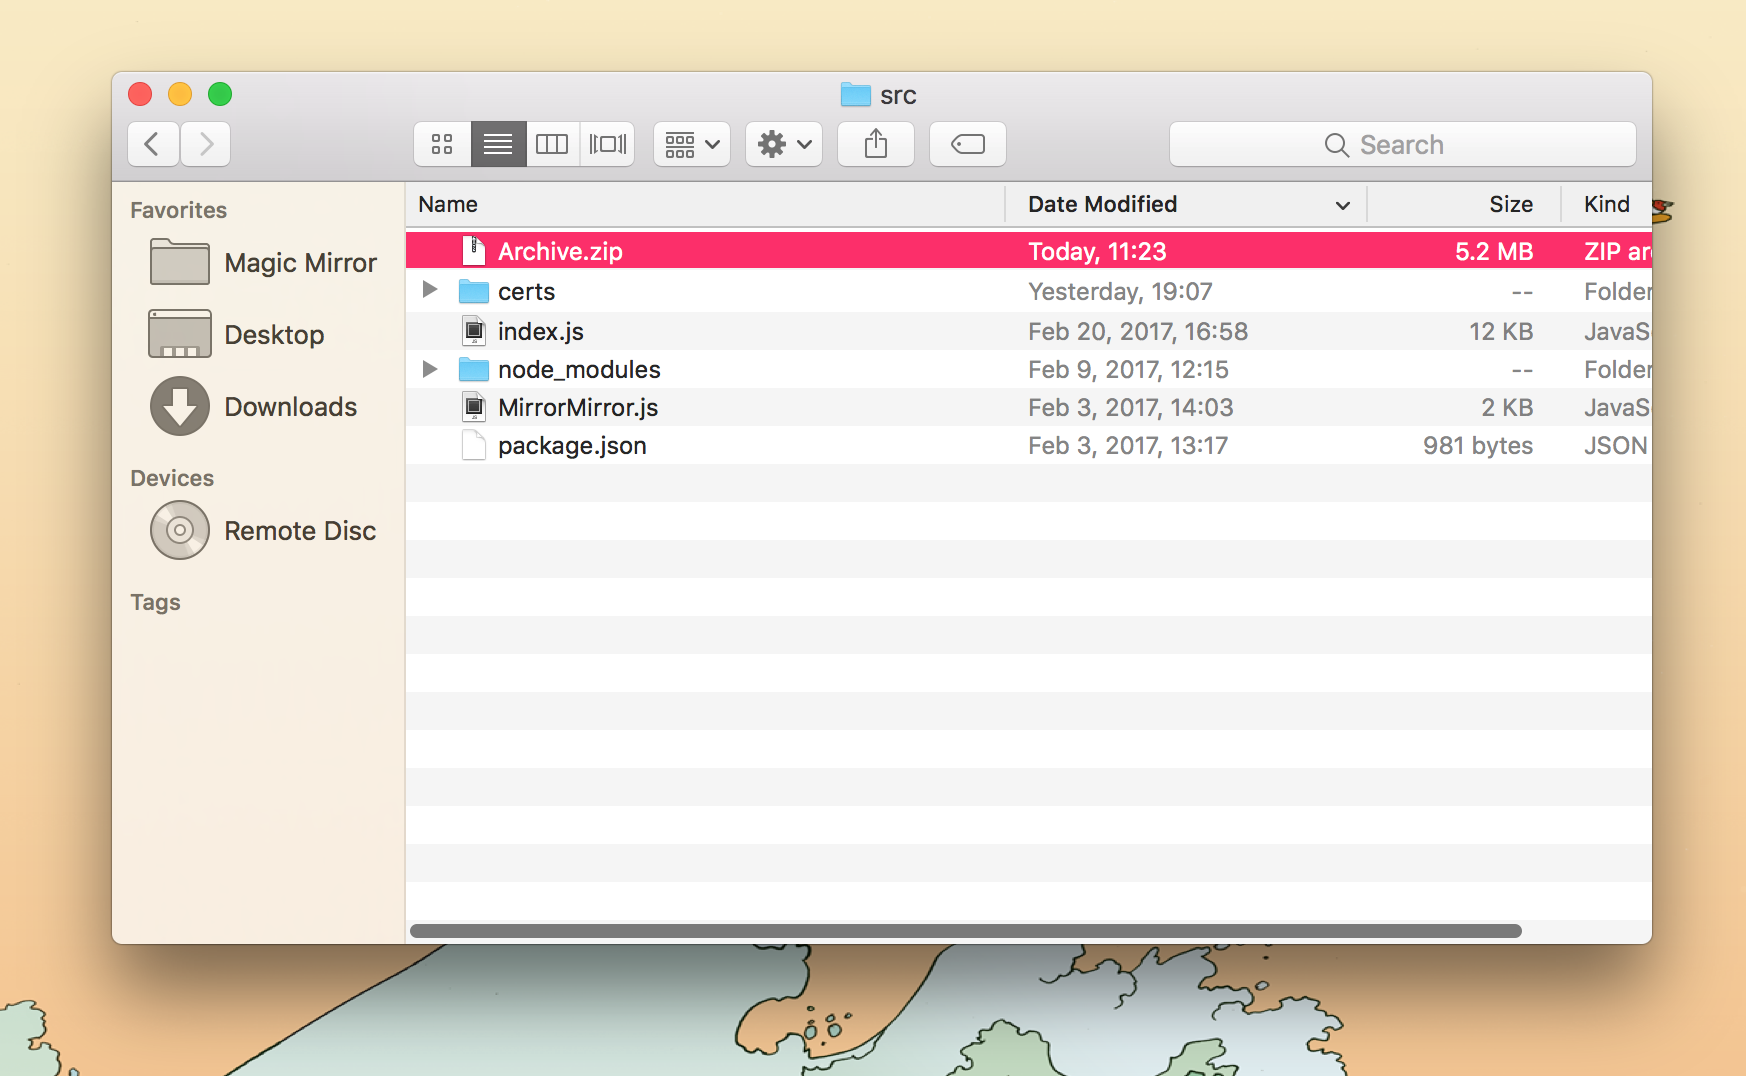 src
Search
Favorites
Magic Mirror
Desktop
Downloads
Devices
Remote Disc
Tags
Name Date Modified Size Kind
Archive.zip Today, 11:23 5.2 MB ZIP ar
certs Yesterday, 19:07 -- Folder
index.js Feb 20, 2017, 16:58 12 KB JavaS
node_modules Feb 9, 2017, 12:15 -- Folder
MirrorMirror.js Feb 3, 2017, 14:03 2 KB JavaS
package.json Feb 3, 2017, 13:17 981 bytes JSON